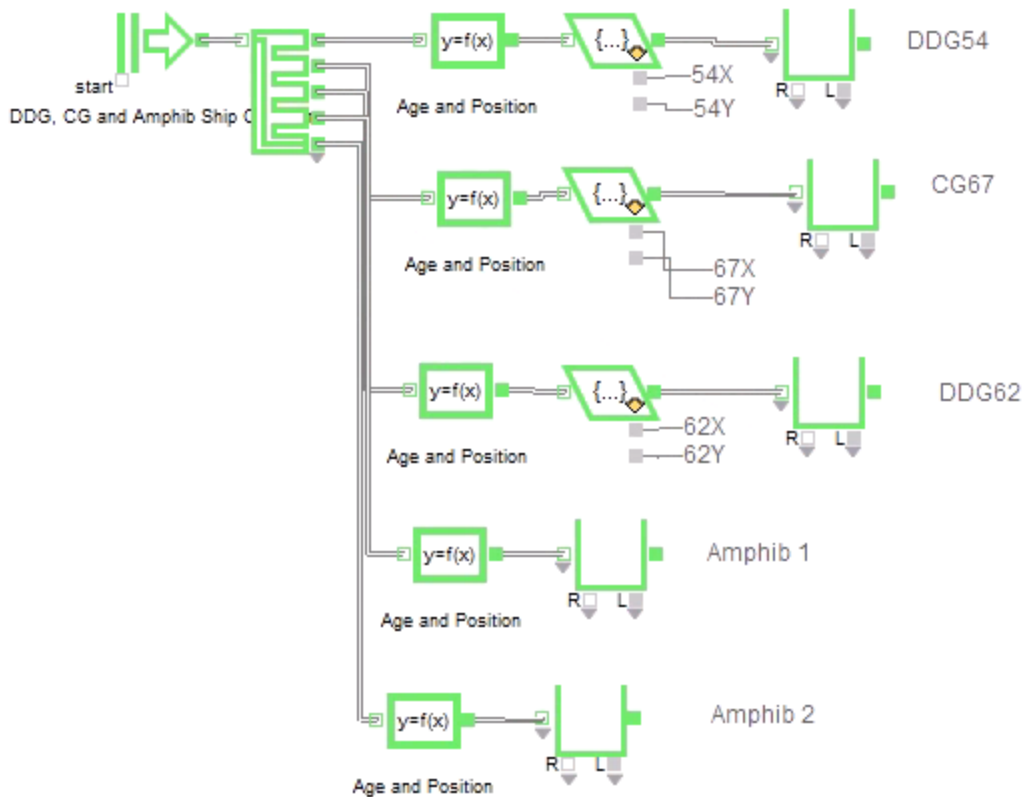 y=f(x)
{...}
DDG54
start
54X
R
L
Age and Position
54Y
DDG, CG and Amphib Ship
y=f(x)
{...}
CG67
R
L
Age and Position
67X
67Y
y=f(x)
{...}
DDG62
62X
R
L
Age and Position
62Y
y=f(x)
Amphib 1
R
L
Age and Position
y=f(x)
Amphib 2
R
L
Age and Position